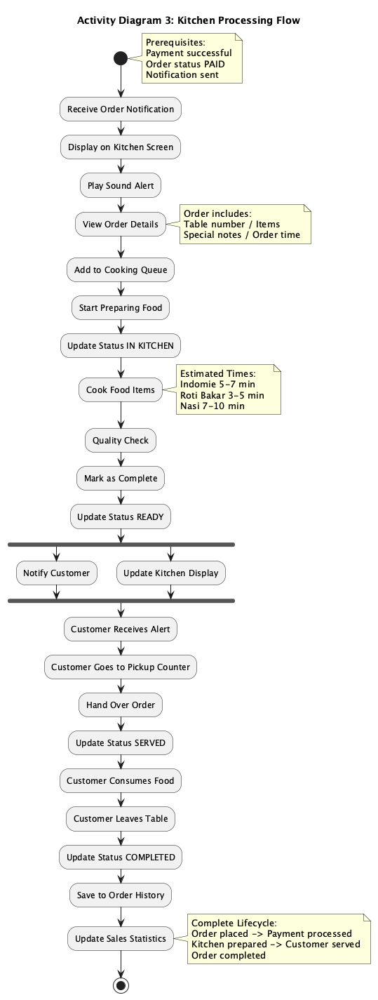 Activity Diagram 3: Kitchen Processing Flow
Prerequisites:
Payment successful
Order status PAID
Notification sent
Receive Order Notification
Display on Kitchen Screen
Play Sound Alert
View Order Details
Order includes:
Table number / Items
Special notes / Order time
Add to Cooking Queue
Start Preparing Food
Update Status IN KITCHEN
Cook Food Items
Estimated Times:
Indomie 5-7 min
Roti Bakar 3-5 min
Nasi 7-10 min
Quality Check
Mark as Complete
Update Status READY
Notify Customer
Update Kitchen Display
Customer Receives Alert
Customer Goes to Pickup Counter
Hand Over Order
Update Status SERVED
Customer Consumes Food
Customer Leaves Table
Update Status COMPLETED
Save to Order History
Update Sales Statistics
Complete Lifecycle:
Order placed -> Payment processed
Kitchen prepared -> Customer served
Order completed